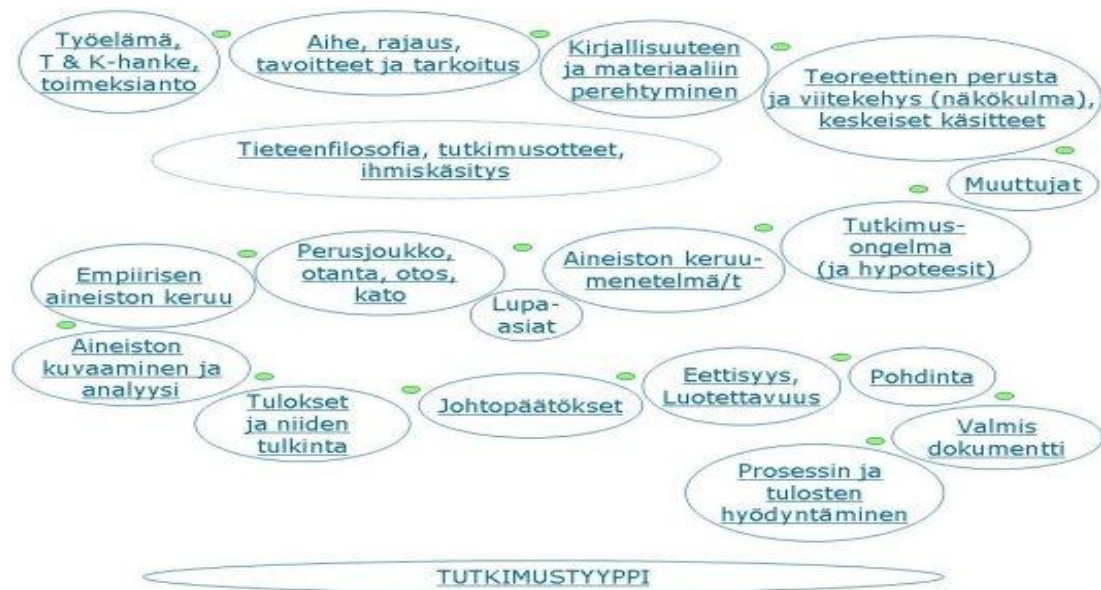 Työelämä,
T & K-hanke,
toimeksianto
Aihe, rajaus,
tavoitteet ja tarkoitus
Kirjallisuuteen
ja materiaaliin
perehtyminen
Teoreettinen perusta
ja viitekehys (näkökulma),
keskeiset käsitteet
Tieteenfilosofia, tutkimusotteet,
ihmiskäsitys
Muuttujat
Tutkimus-
ongelma
(ja hypoteesit)
Aineiston keruu-
menetelmä/t
Lupa-
asiat
Perusjoukko,
otanta, otos,
kato
Empiirisen
aineiston keruu
Aineiston
kuvaaminen ja
analyysi
Tulokset
ja niiden
tulkinta
Johtopäätökset
Eettisyys,
Luotettavuus
Pohdinta
Valmis
dokumentti
Prosessin ja
tulosten
hyödyntäminen
TUTKIMUSTYYPPI